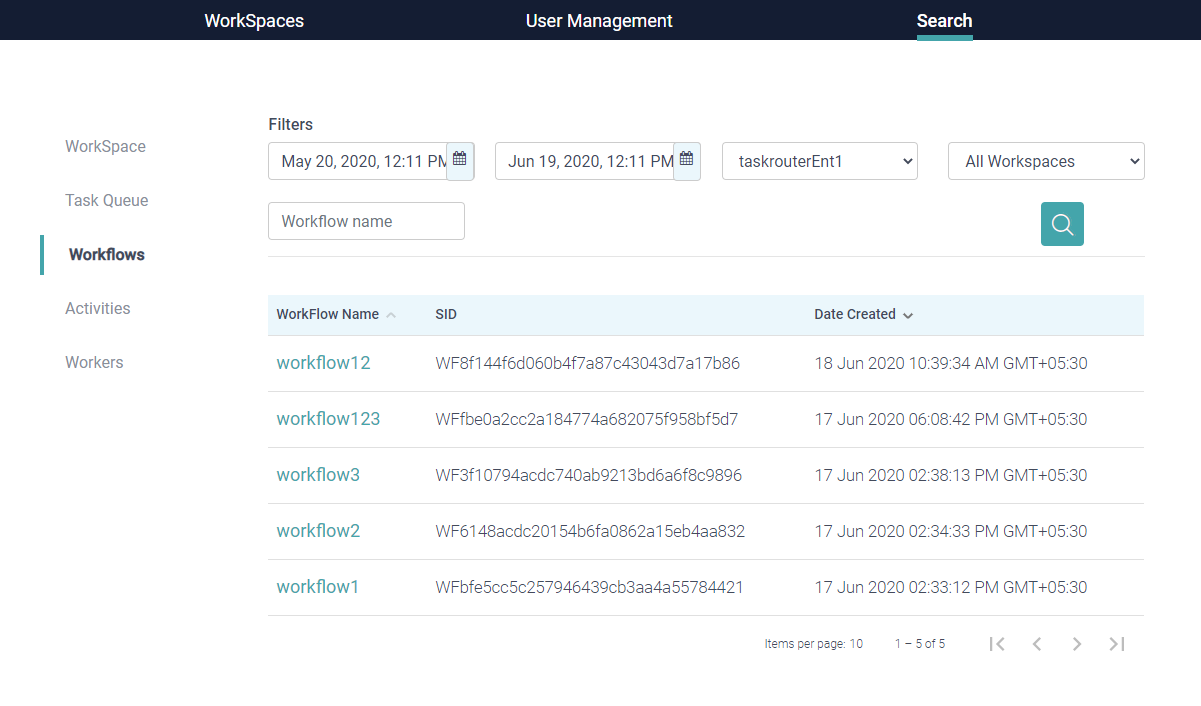 WorkSpaces User Management Search
WorkSpace
Task Queue
Workflows
Activities
Workers
Filters
May 20, 2020, 12:11 PM Jun 19, 2020, 12:11 PM taskrouterEnt1 All Workspaces
Workflow name
WorkFlow Name SID Date Created
workflow12 WF8f144f6d060b4f7a87c43043d7a17b86 18 Jun 2020 10:39:34 AM GMT+05:30
workflow123 WFfbe0a2cc2a184774a682075f958bf5d7 17 Jun 2020 06:08:42 PM GMT+05:30
workflow3 WF3f10794acdc740ab9213bd6a6f8c9896 17 Jun 2020 02:38:13 PM GMT+05:30
workflow2 WF6148acdc20154b6fa0862a15eb4aa832 17 Jun 2020 02:34:33 PM GMT+05:30
workflow1 WFbfe5cc5c257946439cb3aa4a55784421 17 Jun 2020 02:33:12 PM GMT+05:30
Items per page: 10 1 – 5 of 5